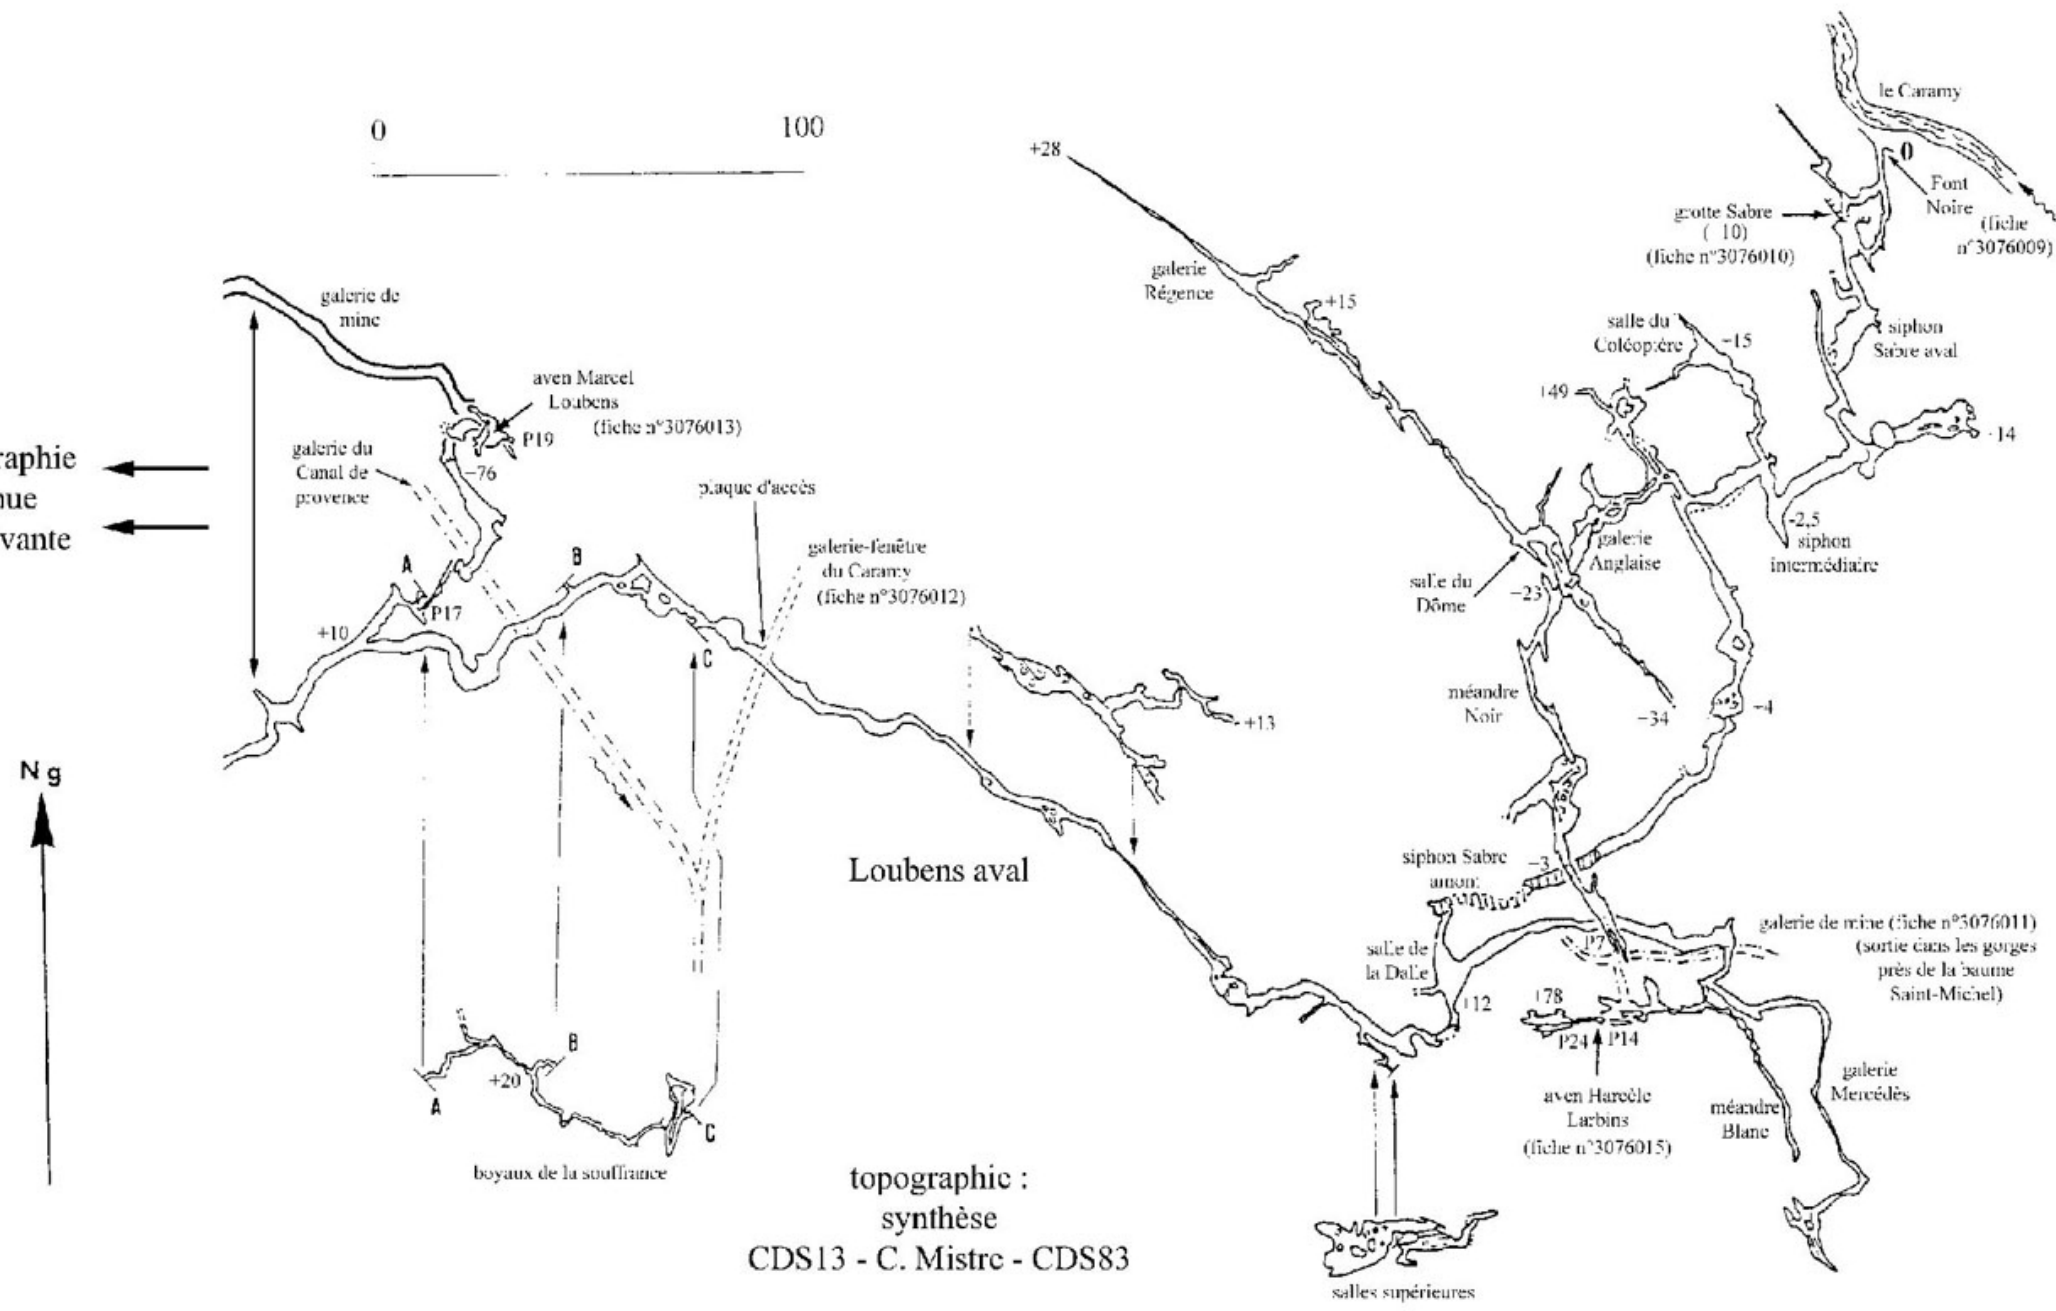 0
100
le Caramy
+28
0
Font
Noire
(fiche
n°3076009)
grotte Sabre
( 10)
(fiche n°3076010)
galerie
Régence
+15
galerie de
mine
salle du
Coléoptère
-15
siphon
Sabre aval
aven Marcel
Loubens
(fiche n°3076013)
P19
+49
-14
galerie du
Canal de
provence
-76
raphie
nue
vante
plaque d'accès
-2,5
siphon
intermédiaire
galerie
Anglaise
galerie-fenêtre
du Caramy
(fiche n°3076012)
A
B
P17
+10
C
salle du
Dôme
-23
méandre
Noir
-34
+4
+13
N g
Loubens aval
siphon Sabre
amont
-3
galerie de mine (fiche n°3076011)
(sortie dans les gorges
près de la baume
Saint-Michel)
P7
salle de
la Dalle
+12
+78
P24
P14
aven Harcèle
Larbins
(fiche n°3076015)
galerie
Mercédès
méandre
Blanc
B
+20
A
C
boyaux de la souffrance
topographie :
synthèse
CDS13 - C. Mistre - CDS83
salles supérieures